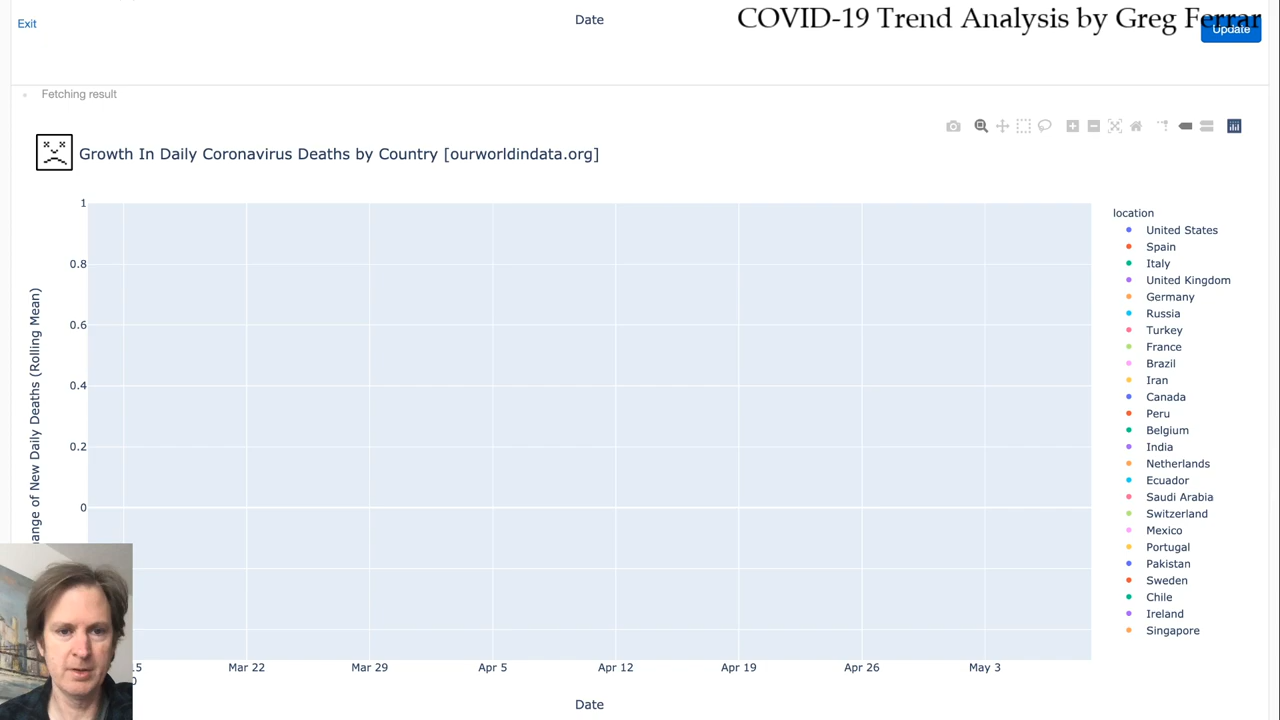 Exit
Date
COVID-19 Trend Analysis by Greg Ferrar
Update
Fetching result
Growth In Daily Coronavirus Deaths by Country [ourworldindata.org]
of New Daily Deaths (Rolling Mean)
1
0.8
0.6
0.4
0.2
0
Mar 22
Mar 29
Apr 5
Apr 12
Apr 19
Apr 26
May 3
Date
location
United States
Spain
Italy
United Kingdom
Germany
Russia
Turkey
France
Brazil
Iran
Canada
Peru
Belgium
India
Netherlands
Ecuador
Saudi Arabia
Switzerland
Mexico
Portugal
Pakistan
Sweden
Chile
Ireland
Singapore